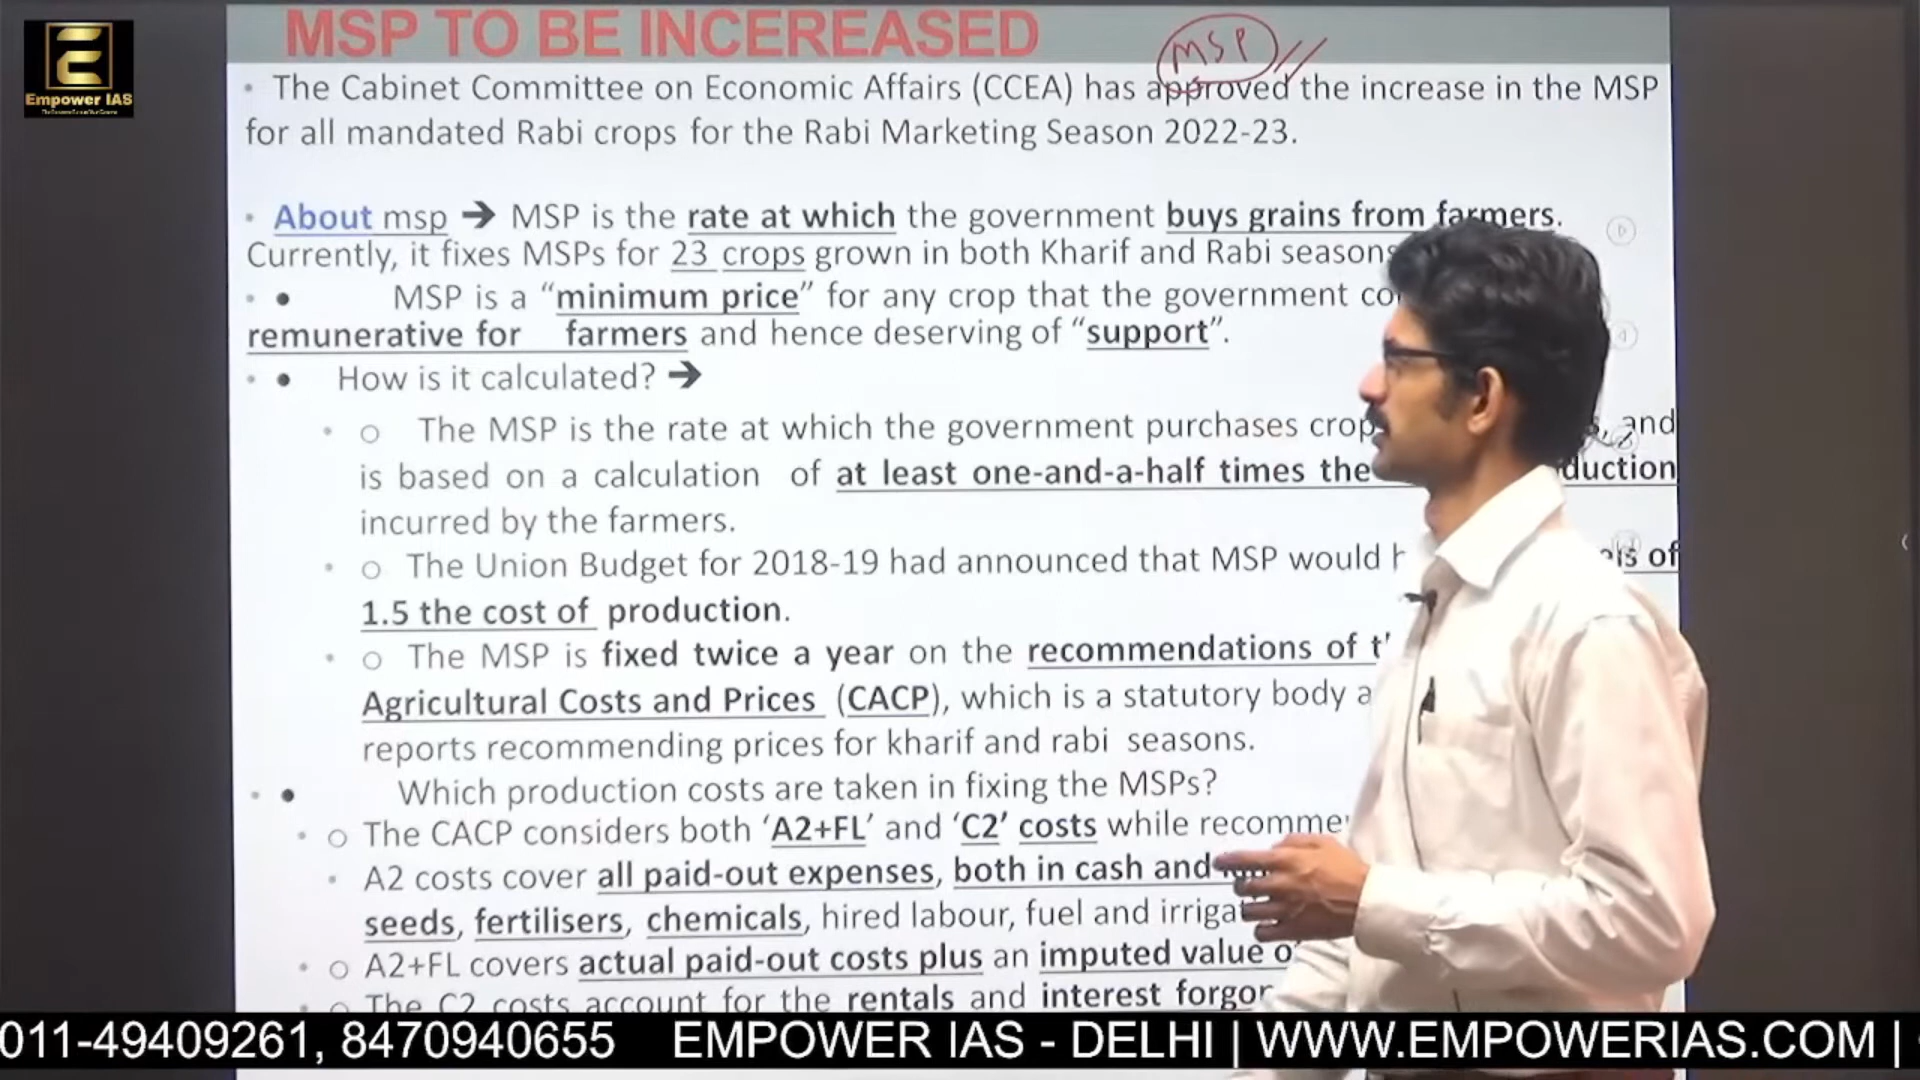 MSP TO BE INCEREASED
MSP
Empower IAS
The Cabinet Committee on Economic Affairs (CCEA) has approved the increase in the MSP
for all mandated Rabi crops for the Rabi Marketing Season 2022-23.
About msp ➔ MSP is the rate at which the government buys grains from farmers.
Currently, it fixes MSPs for 23 crops grown in both Kharif and Rabi seasons
MSP is a “minimum price” for any crop that the government
remunerative for farmers and hence deserving of “support”.
How is it calculated? ➔
o The MSP is the rate at which the government purchases , and
is based on a calculation of at least one-and-a-half times the
incurred by the farmers.
o The Union Budget for 2018-19 had announced that MSP would of
1.5 the cost of production.
o The MSP is fixed twice a year on the recommendations of
Agricultural Costs and Prices (CACP), which is a statutory body
reports recommending prices for kharif and rabi seasons.
Which production costs are taken in fixing the MSPs?
o The CACP considers both ‘A2+FL’ and ‘C2’ costs while
A2 costs cover all paid-out expenses, both in cash and
seeds, fertilisers, chemicals, hired labour, fuel and
o A2+FL covers actual paid-out costs plus an imputed value
o The C2 costs account for the rentals and interest
011-49409261, 8470940655 EMPOWER IAS - DELHI | WWW.EMPOWERIAS.COM |